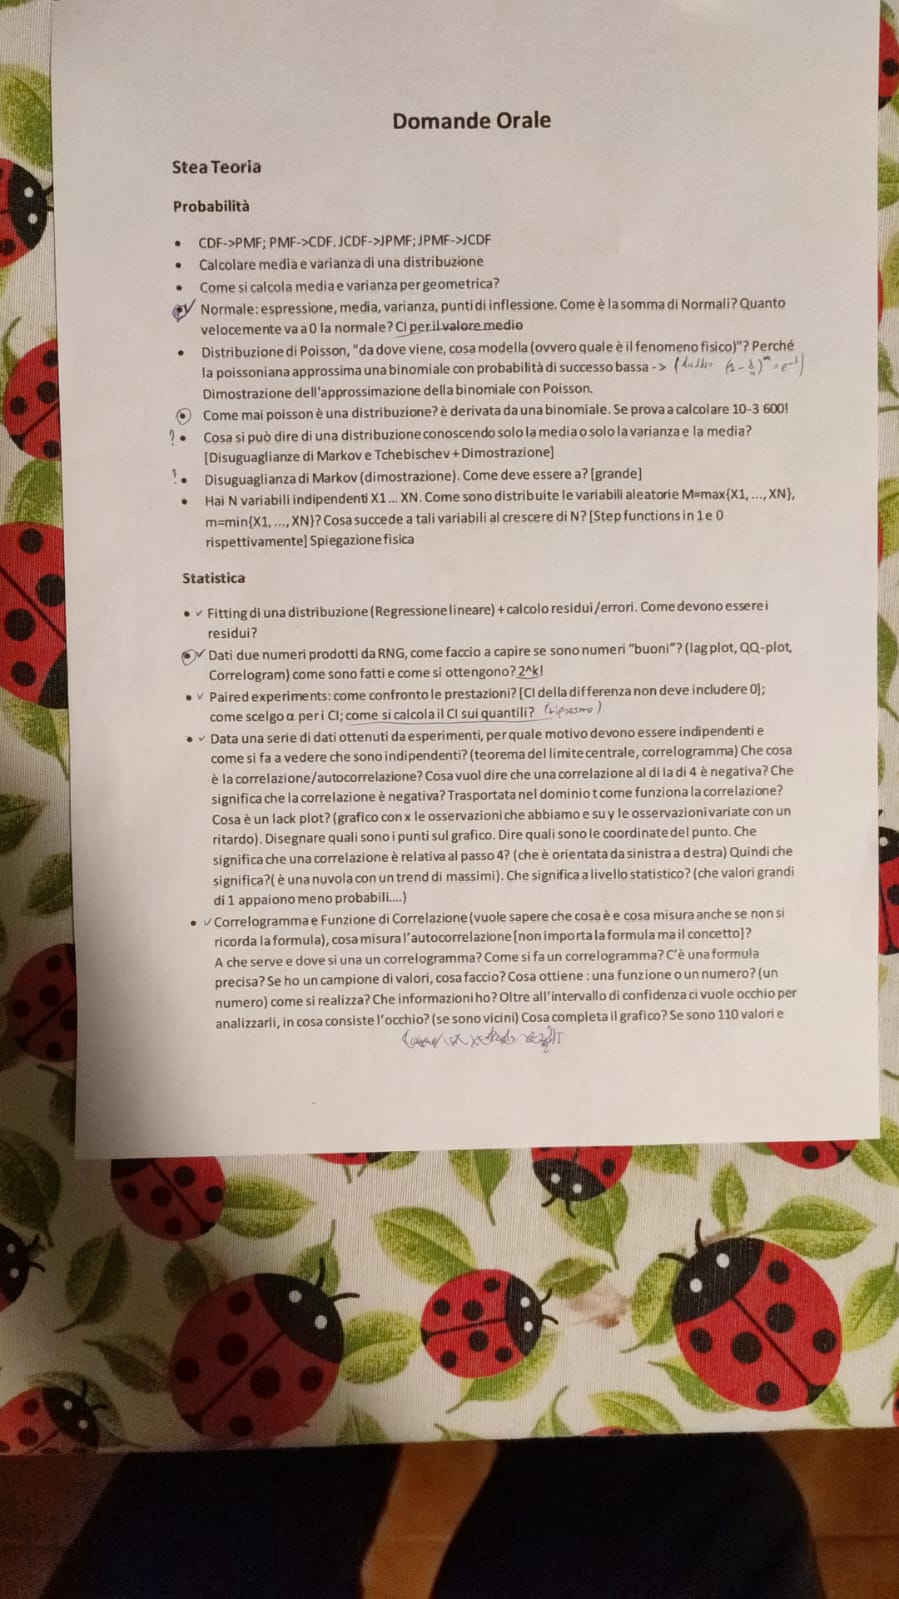 Domande Orale
Stea Teoria
Probabilità
• CDF->PMF; PMF->CDF. JCDF->JPMF; JPMF->JCDF
• Calcolare media e varianza di una distribuzione
• Come si calcola media e varianza per geometrica?
• Normale: espressione, media, varianza, punti di inflessione. Come è la somma di Normali? Quanto
velocemente va a 0 la normale? CI per il valore medio
• Distribuzione di Poisson, "da dove viene, cosa modella (ovvero quale è il fenomeno fisico)"? Perché
la poissoniana approssima una binomiale con probabilità di successo bassa ->
Dimostrazione dell'approssimazione della binomiale con Poisson.
• Come mai poisson è una distribuzione? è derivata da una binomiale. Se prova a calcolare 10-3 600!
? • Cosa si può dire di una distribuzione conoscendo solo la media o solo la varianza e la media?
[Disuguaglianze di Markov e Tchebischev + Dimostrazione]
! • Disuguaglianza di Markov (dimostrazione). Come deve essere a? [grande]
• Hai N variabili indipendenti X1 ... XN. Come sono distribuite le variabili aleatorie M=max{X1, ..., XN},
m=min{X1, ..., XN}? Cosa succede a tali variabili al crescere di N? [Step functions in 1 e 0
rispettivamente] Spiegazione fisica
Statistica
• ✓ Fitting di una distribuzione (Regressione lineare) + calcolo residui/errori. Come devono essere i
residui?
• ✓ Dati due numeri prodotti da RNG, come faccio a capire se sono numeri "buoni"? (lag plot, QQ-plot,
Correlogram) come sono fatti e come si ottengono? 2^k!
• ✓ Paired experiments: come confronto le prestazioni? [CI della differenza non deve includere 0];
come scelgo α per i CI; come si calcola il CI sui quantili?
• ✓ Data una serie di dati ottenuti da esperimenti, per quale motivo devono essere indipendenti e
come si fa a vedere che sono indipendenti? (teorema del limite centrale, correlogramma) Che cosa
è la correlazione/autocorrelazione? Cosa vuol dire che una correlazione al di la di 4 è negativa? Che
significa che la correlazione è negativa? Trasportata nel dominio t come funziona la correlazione?
Cosa è un lack plot? (grafico con x le osservazioni che abbiamo e su y le osservazioni variate con un
ritardo). Disegnare quali sono i punti sul grafico. Dire quali sono le coordinate del punto. Che
significa che una correlazione è relativa al passo 4? (che è orientata da sinistra a destra) Quindi che
significa?( è una nuvola con un trend di massimi). Che significa a livello statistico? (che valori grandi
di 1 appaiono meno probabili....)
• ✓ Correlogramma e Funzione di Correlazione (vuole sapere che cosa è e cosa misura anche se non si
ricorda la formula), cosa misura l'autocorrelazione [non importa la formula ma il concetto]?
A che serve e dove si una un correlogramma? Come si fa un correlogramma? C'è una formula
precisa? Se ho un campione di valori, cosa faccio? Cosa ottiene : una funzione o un numero? (un
numero) come si realizza? Che informazioni ho? Oltre all'intervallo di confidenza ci vuole occhio per
analizzarli, in cosa consiste l'occhio? (se sono vicini) Cosa completa il grafico? Se sono 110 valori e